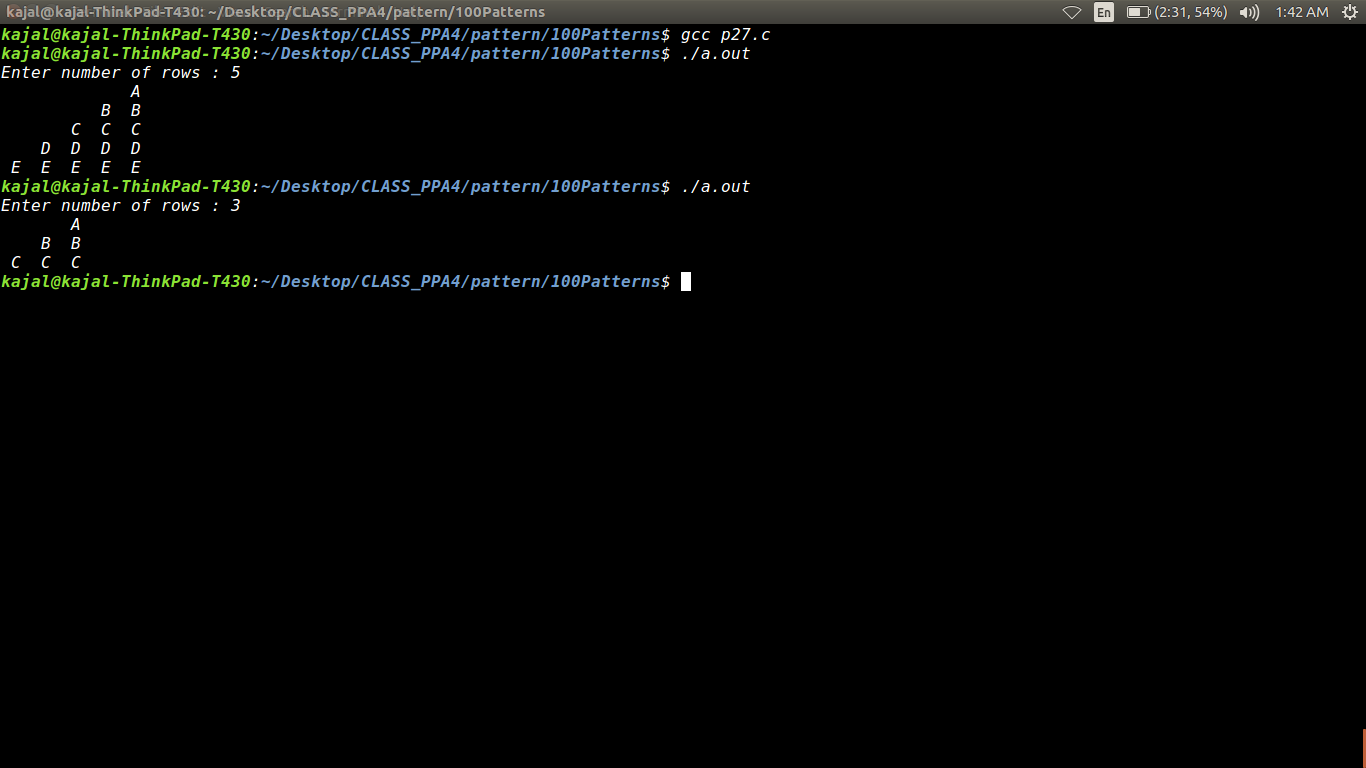 kajal@kajal-ThinkPad-T430: ~/Desktop/CLASS_PPA4/pattern/100Patterns En (2:31, 54%) 1:42 AM
kajal@kajal-ThinkPad-T430:~/Desktop/CLASS_PPA4/pattern/100Patterns$ gcc p27.c
kajal@kajal-ThinkPad-T430:~/Desktop/CLASS_PPA4/pattern/100Patterns$ ./a.out
Enter number of rows : 5
             A
          B  B
       C  C  C
    D  D  D  D
 E  E  E  E  E
kajal@kajal-ThinkPad-T430:~/Desktop/CLASS_PPA4/pattern/100Patterns$ ./a.out
Enter number of rows : 3
       A
    B  B
 C  C  C
kajal@kajal-ThinkPad-T430:~/Desktop/CLASS_PPA4/pattern/100Patterns$